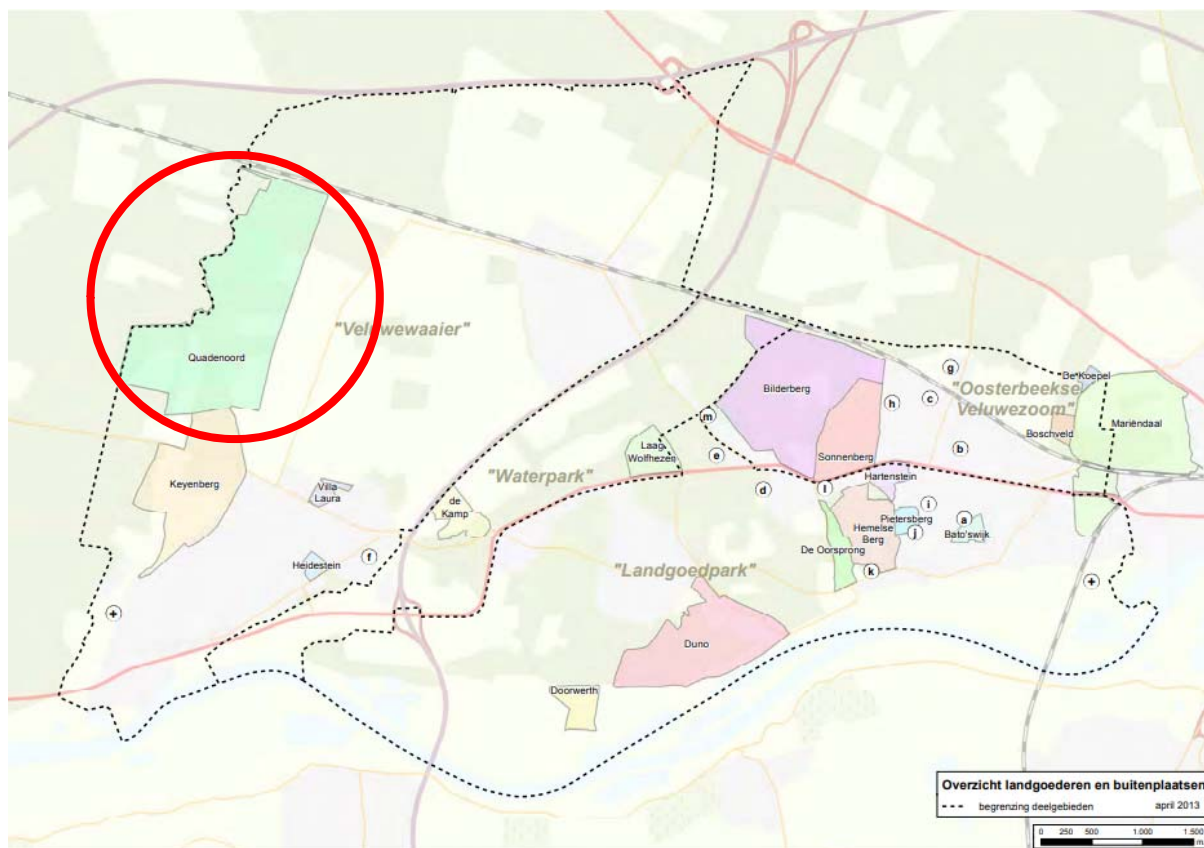 "Veluwewaaier"
Quadenoord
Bilderberg
g
De Koepel
"Oosterbeekse
Veluwezoom"
h
c
m
Boschveld
Mariëndaal
Laag
Wolfhezen
e
Sonnenberg
b
Keyenberg
"Waterpark"
Hartenstein
Villa
Laura
de
Kamp
d
l
i
Pietersberg
a
Hemelse
Berg
j
Bato'swijk
De Oorsprong
f
Heidestein
"Landgoedpark"
k
+
+
Duno
Doorwerth
Overzicht landgoederen en buitenplaatsen
begrenzing deelgebieden april 2013
0 250 500 1.000 1.500
m